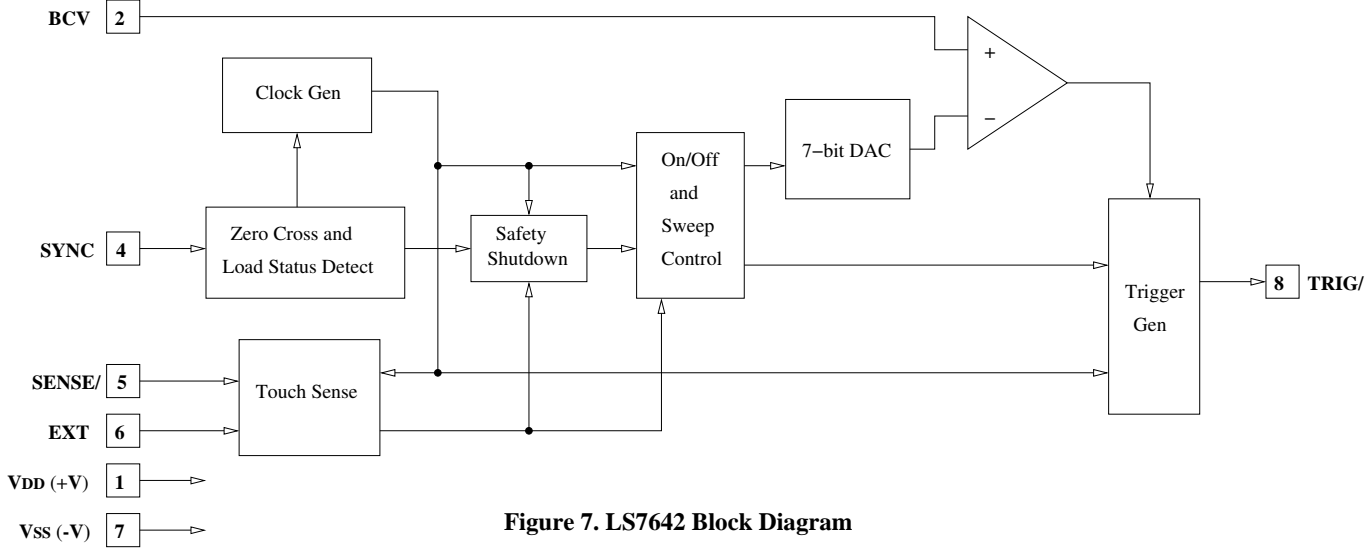 BCV 2
+
Clock Gen
−
7−bit DAC
On/Off
and
Sweep
Control
SYNC 4
Zero Cross and
Load Status Detect
Safety
Shutdown
Trigger
Gen
8 TRIG/
SENSE/ 5
Touch Sense
EXT 6
VDD (+V) 1
VSS (-V) 7
Figure 7. LS7642 Block Diagram